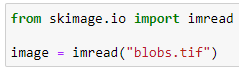 from skimage.io import imread
image = imread("blobs.tif")